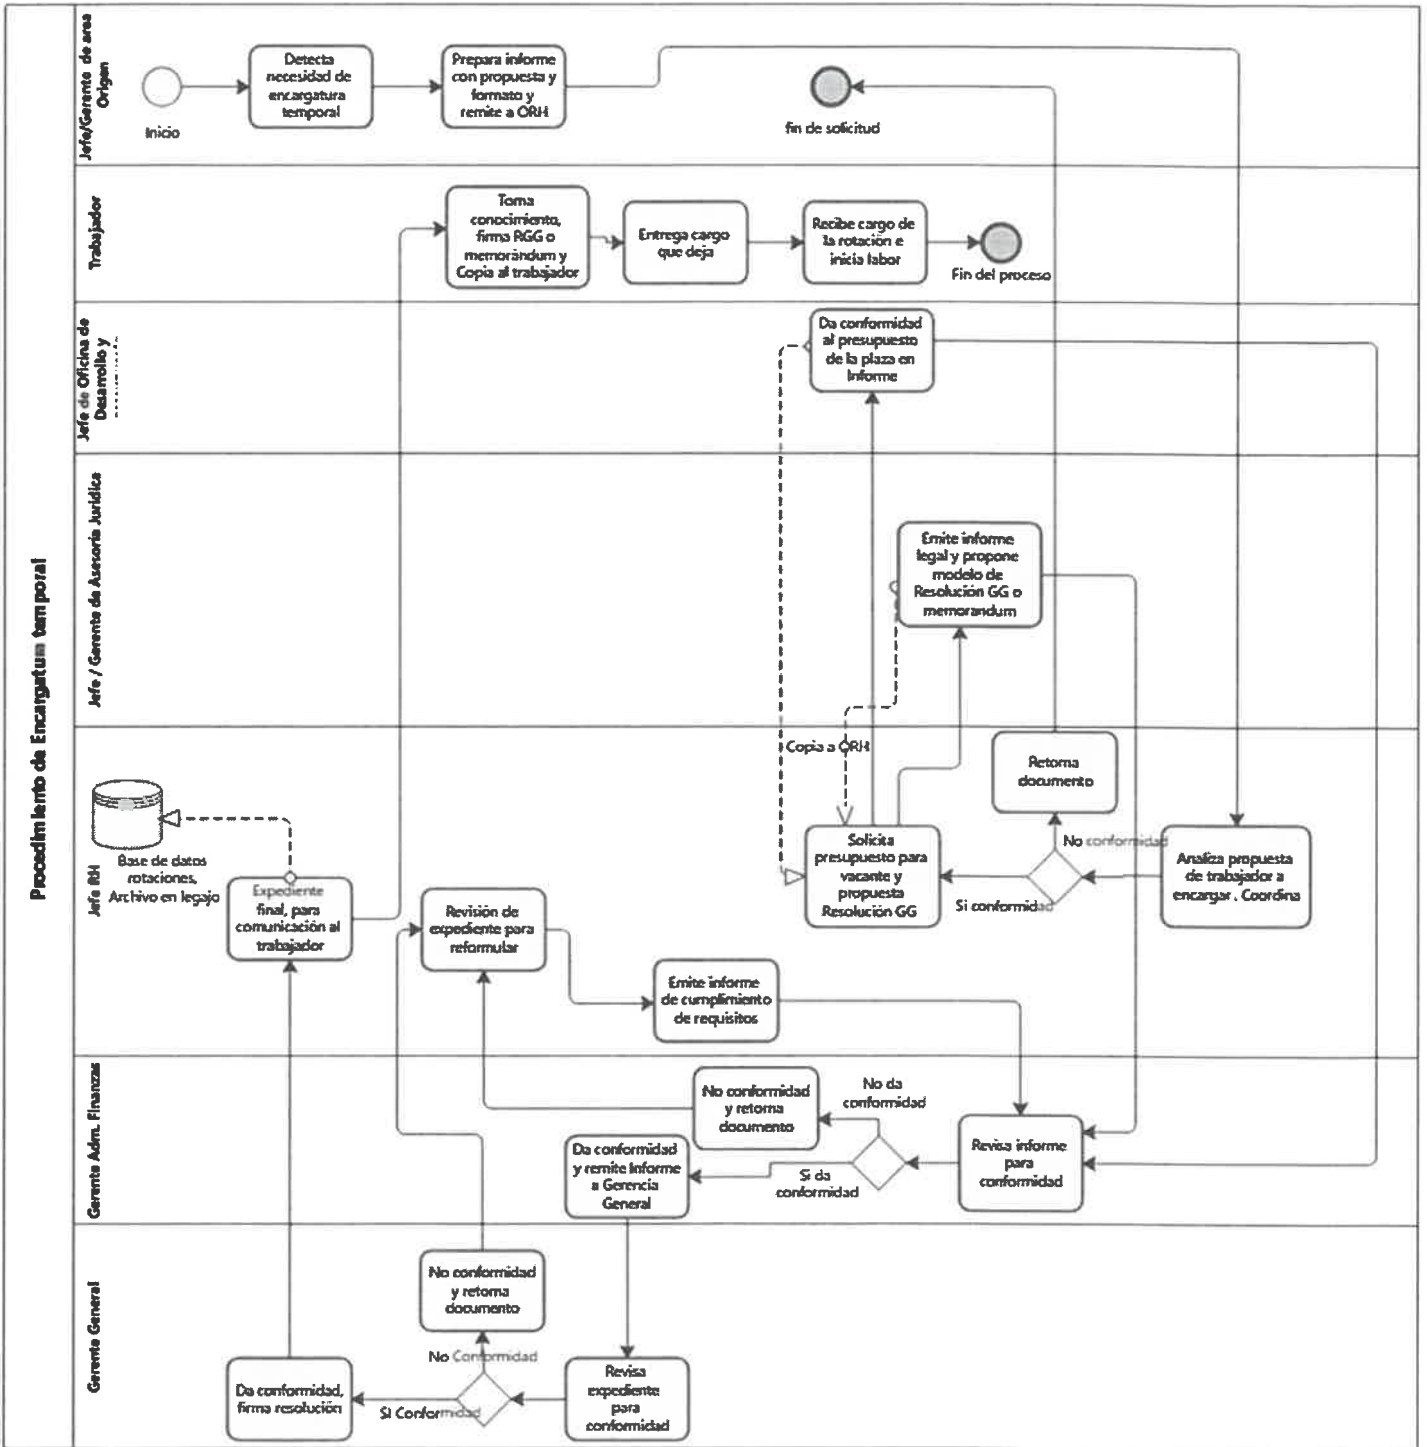 Procedimiento de Encargatura temporal
Jefe/Gerente de area
Origen
Inicio
Detecta
necesidad de
encargatura
temporal
Prepara informe
con propuesta y
formato y
remite a ORH
fin de solicitud
Trabajador
Toma
conocimiento,
firma RGG o
memorándum y
Copia al trabajador
Entrega cargo
que deja
Recibe cargo de
la rotación e
inicia labor
Fin del proceso
Jefe de Oficina de
Desarrollo y
Da conformidad
al presupuesto
de la plaza en
Informe
Jefe / Gerente de Asesoría Jurídica
Emite informe
legal y propone
modelo de
Resolución GG o
memorandum
Jefe RH
Copia a ORH
Retorna
documento
Base de datos
rotaciones,
Archivo en legajo
Expediente
final, para
comunicación al
trabajador
Revisión de
expediente para
reformular
Emite informe
de cumplimiento
de requisitos
Solicita
presupuesto para
vacante y
propuesta
Resolución GG
No conformidad
Si conformidad
Analiza propuesta
de trabajador a
encargar . Coordina
Gerente Adm. Finanzas
No conformidad
y retorna
documento
No da
conformidad
Da conformidad
y remite Informe
a Gerencia
General
Si da
conformidad
Revisa informe
para
conformidad
Gerente General
No conformidad
y retorna
documento
No Conformidad
Da conformidad,
firma resolución
Si Conformidad
Revisa
expediente
para
conformidad